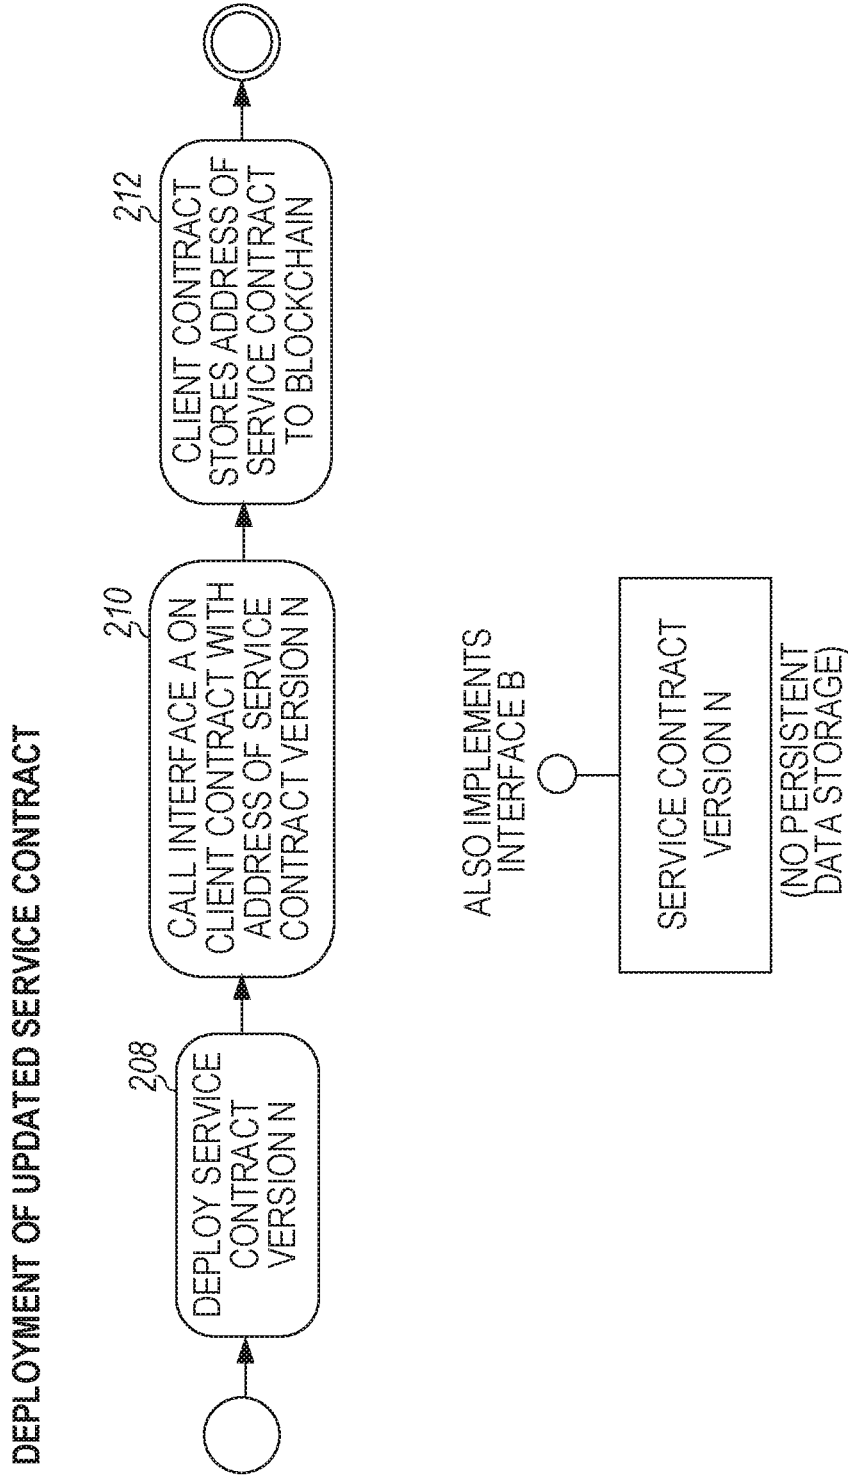 DEPLOYMENT OF UPDATED SERVICE CONTRACT
208
DEPLOY SERVICE
CONTRACT
VERSION N
210
CALL INTERFACE A ON
CLIENT CONTRACT WITH
ADDRESS OF SERVICE
CONTRACT VERSION N
212
CLIENT CONTRACT
STORES ADDRESS OF
SERVICE CONTRACT
TO BLOCKCHAIN
ALSO IMPLEMENTS
INTERFACE B
SERVICE CONTRACT
VERSION N
(NO PERSISTENT
DATA STORAGE)